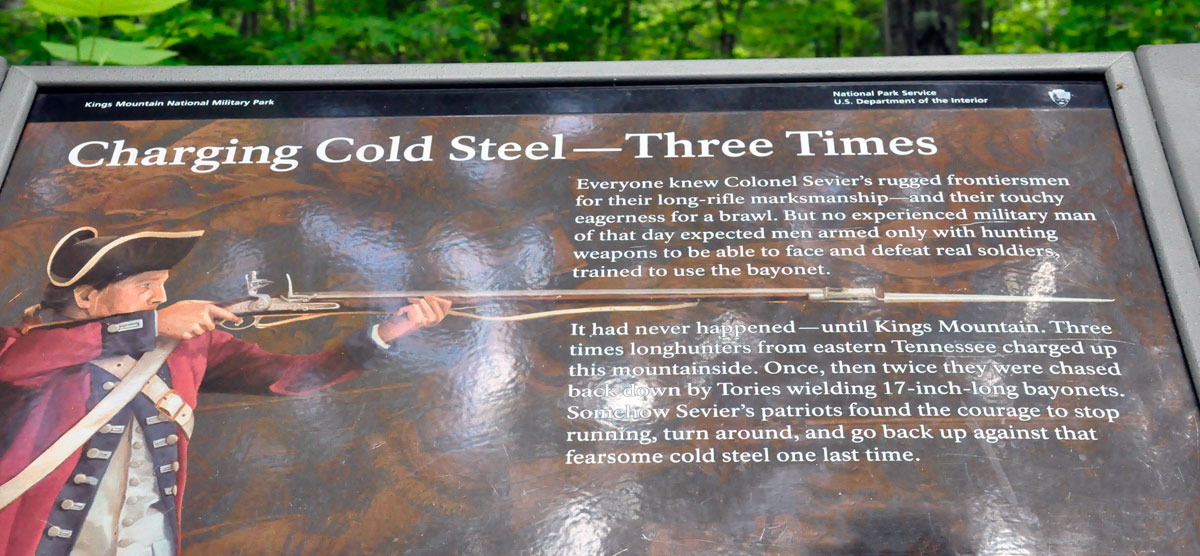 Kings Mountain National Military Park
National Park Service
U.S. Department of the Interior
Charging Cold Steel—Three Times
Everyone knew Colonel Sevier's rugged frontiersmen
for their long-rifle marksmanship—and their touchy
eagerness for a brawl. But no experienced military man
of that day expected men armed only with hunting
weapons to be able to face and defeat real soldiers,
trained to use the bayonet.
It had never happened—until Kings Mountain. Three
times longhunters from eastern Tennessee charged up
this mountainside. Once, then twice they were chased
back down by Tories wielding 17-inch-long bayonets.
Somehow Sevier's patriots found the courage to stop
running, turn around, and go back up against that
fearsome cold steel one last time.